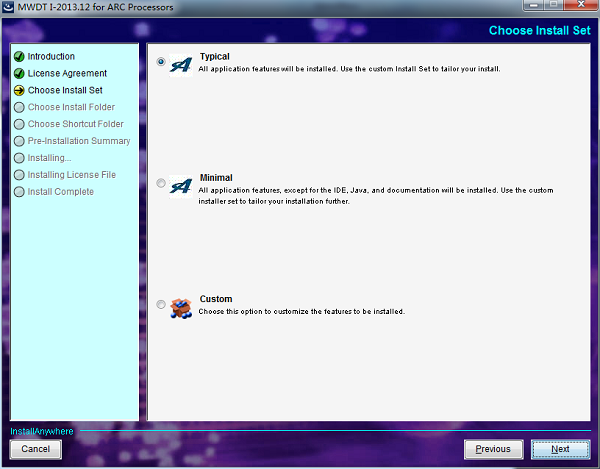 MWDT I-2013.12 for ARC Processors
Choose Install Set
Introduction
License Agreement
Choose Install Set
Choose Install Folder
Choose Shortcut Folder
Pre-Installation Summary
Installing...
Installing License File
Install Complete
Typical
All application features will be installed. Use the custom Install Set to tailor your install.
Minimal
All application features, except for the IDE, Java, and documentation will be installed. Use the custom
installer set to tailor your installation further.
Custom
Choose this option to customize the features to be installed.
InstallAnywhere
Cancel
Previous
Next